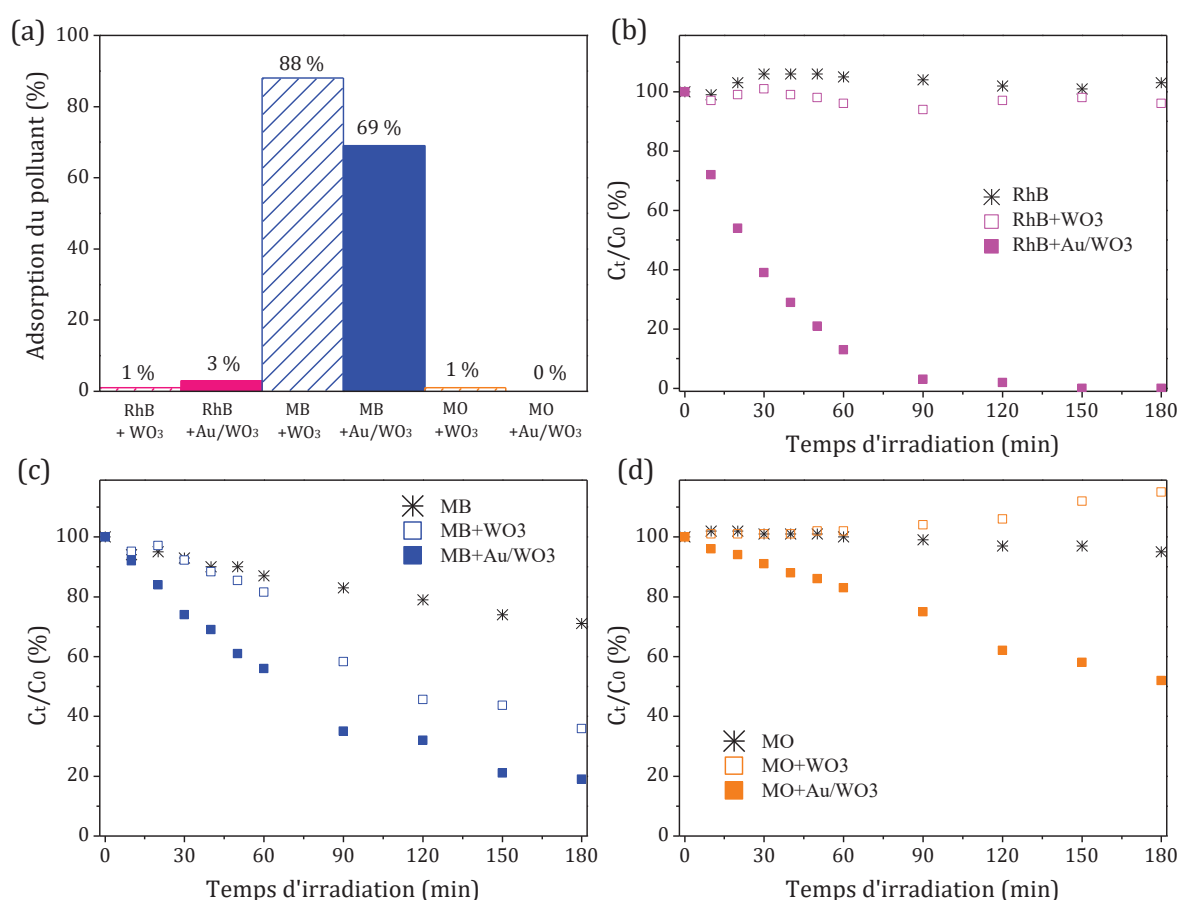 (a)
Adsorption du polluant (%)
100
80
60
40
20
0
1 %
3 %
88 %
69 %
1 %
0 %
RhB
+ WO3
RhB
+Au/WO3
MB
+WO3
MB
+Au/WO3
MO
+WO3
MO
+Au/WO3
(b)
Ct/C0 (%)
100
80
60
40
20
0
RhB
RhB+WO3
RhB+Au/WO3
0 30 60 90 120 150 180
Temps d'irradiation (min)
(c)
Ct/C0 (%)
100
80
60
40
20
0
MB
MB+WO3
MB+Au/WO3
0 30 60 90 120 150 180
Temps d'irradiation (min)
(d)
Ct/C0 (%)
100
80
60
40
20
0
MO
MO+WO3
MO+Au/WO3
0 30 60 90 120 150 180
Temps d'irradiation (min)